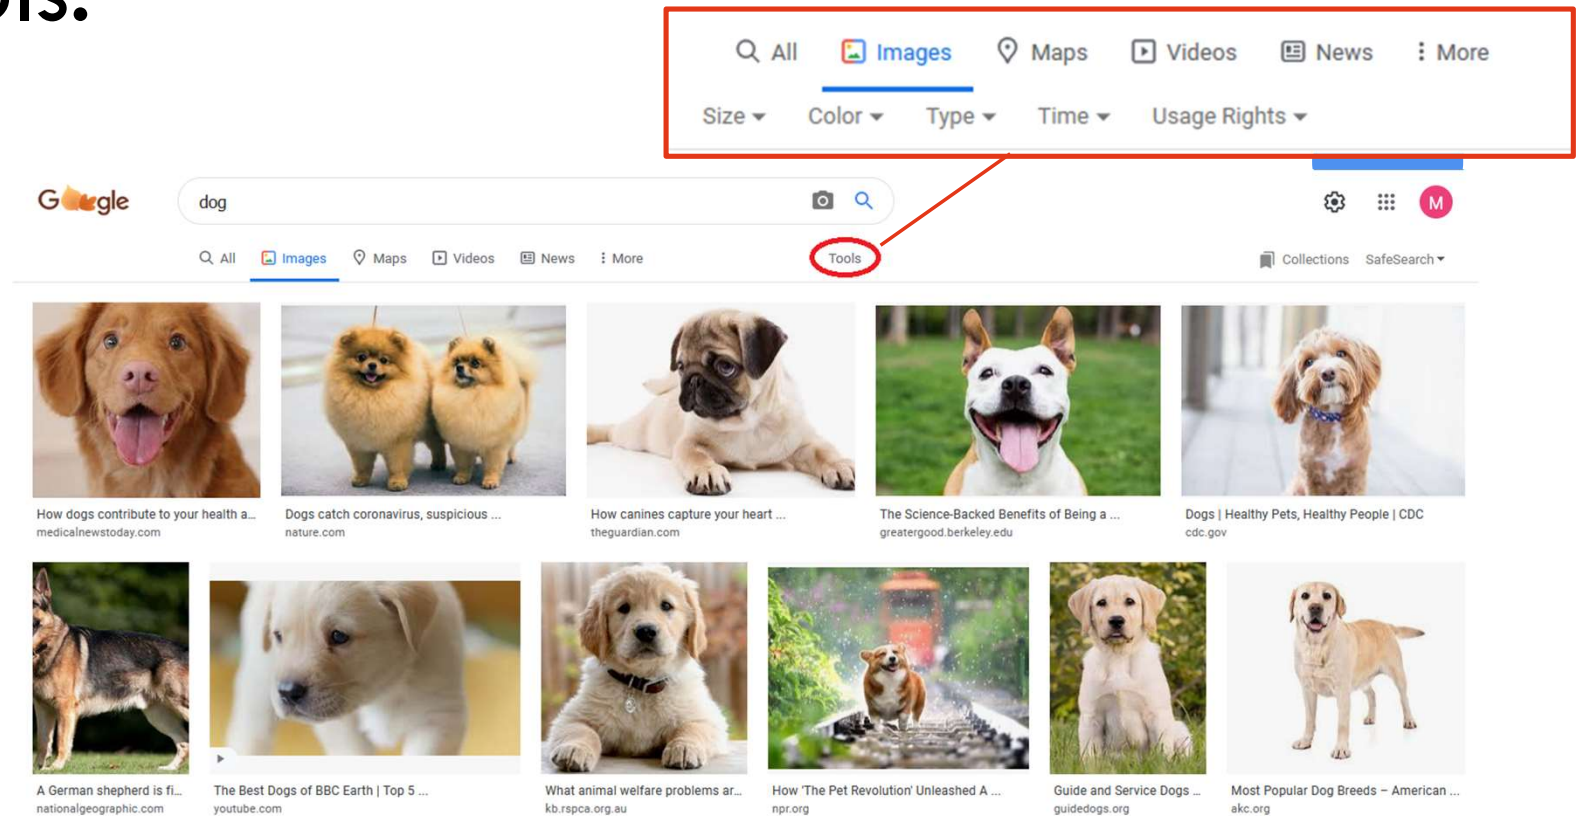 All Images Maps Videos News More
Size Color Type Time Usage Rights
Google
dog
M
All Images Maps Videos News More Tools Collections SafeSearch
How dogs contribute to your health a...
medicalnewstoday.com
Dogs catch coronavirus, suspicious ...
nature.com
How canines capture your heart ...
theguardian.com
The Science-Backed Benefits of Being a ...
greatergood.berkeley.edu
Dogs | Healthy Pets, Healthy People | CDC
cdc.gov
A German shepherd is fi...
nationalgeographic.com
The Best Dogs of BBC Earth | Top 5 ...
youtube.com
What animal welfare problems ar...
kb.rspca.org.au
How 'The Pet Revolution' Unleashed A ...
npr.org
Guide and Service Dogs ...
guidedogs.org
Most Popular Dog Breeds – American ...
akc.org